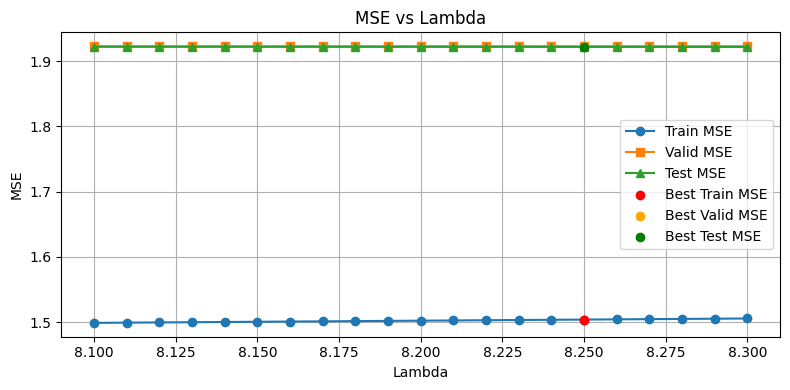 MSE vs Lambda
MSE
1.9
1.8
1.7
1.6
1.5
Train MSE
Valid MSE
Test MSE
Best Train MSE
Best Valid MSE
Best Test MSE
8.100 8.125 8.150 8.175 8.200 8.225 8.250 8.275 8.300
Lambda